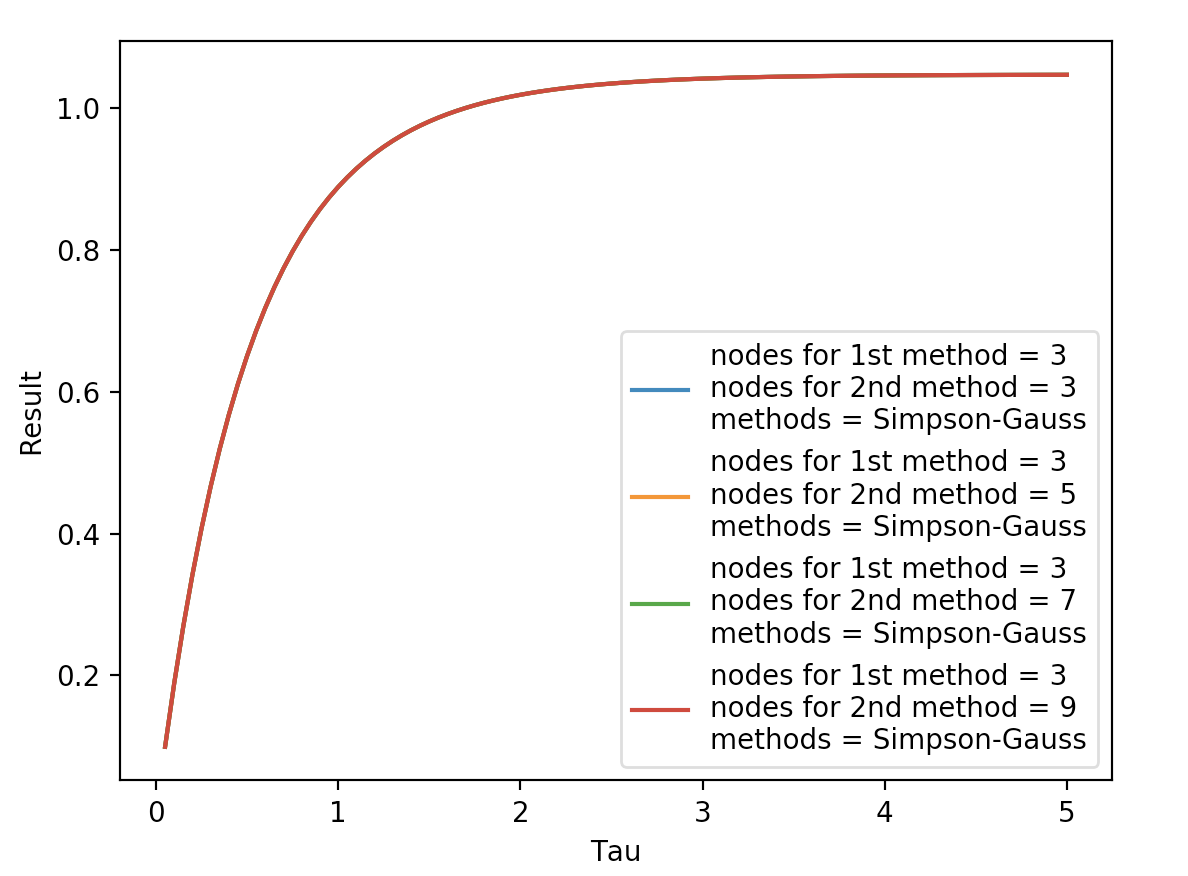 1.0
0.8
0.6
0.4
0.2
Result
nodes for 1st method = 3
nodes for 2nd method = 3
methods = Simpson-Gauss
nodes for 1st method = 3
nodes for 2nd method = 5
methods = Simpson-Gauss
nodes for 1st method = 3
nodes for 2nd method = 7
methods = Simpson-Gauss
nodes for 1st method = 3
nodes for 2nd method = 9
methods = Simpson-Gauss
0 1 2 3 4 5
Tau